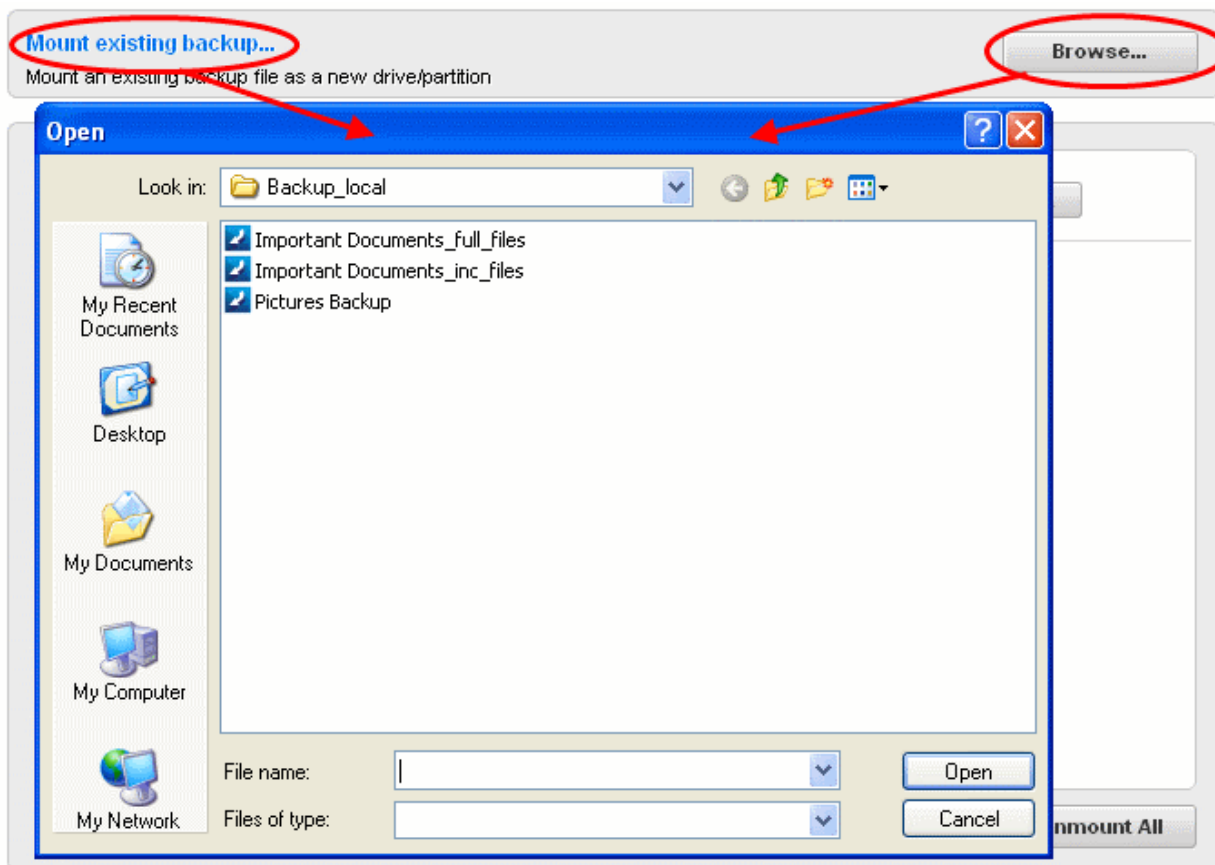 Mount existing backup...
Browse...
Mount an existing backup file as a new drive/partition
Open
Look in:
Backup_local
Important Documents_full_files
Important Documents_inc_files
Pictures Backup
My Recent
Documents
Desktop
My Documents
My Computer
My Network
File name:
Open
Files of type:
Cancel
nmount All